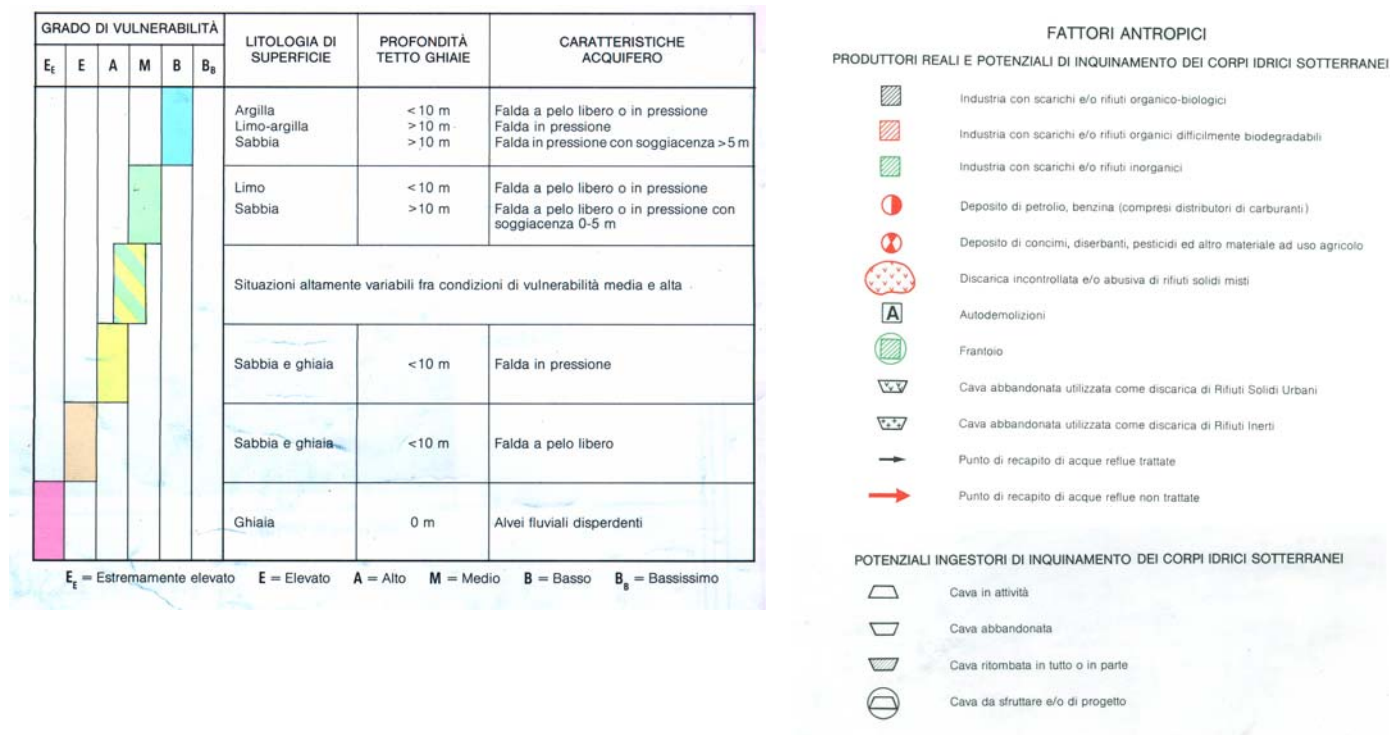 GRADO DI VULNERABILITÀ
LITOLOGIA DI SUPERFICIE
PROFONDITÀ TETTO GHIAIE
CARATTERISTICHE ACQUIFERO
E_E E A M B B_B
Argilla <10 m Falda a pelo libero o in pressione
Limo-argilla >10 m Falda in pressione
Sabbia >10 m Falda in pressione con soggiacenza >5 m
Limo <10 m Falda a pelo libero o in pressione
Sabbia >10 m Falda a pelo libero o in pressione con
soggiacenza 0-5 m
Situazioni altamente variabili fra condizioni di vulnerabilità media e alta
Sabbia e ghiaia <10 m Falda in pressione
Sabbia e ghiaia <10 m Falda a pelo libero
Ghiaia 0 m Alvei fluviali disperdenti
E_E = Estremamente elevato E = Elevato A = Alto M = Medio B = Basso B_B = Bassissimo
FATTORI ANTROPICI
PRODUTTORI REALI E POTENZIALI DI INQUINAMENTO DEI CORPI IDRICI SOTTERRANEI
Industria con scarichi e/o rifiuti organico-biologici
Industria con scarichi e/o rifiuti organici difficilmente biodegradabili
Industria con scarichi e/o rifiuti inorganici
Deposito di petrolio, benzina (compresi distributori di carburanti)
Deposito di concimi, diserbanti, pesticidi ed altro materiale ad uso agricolo
Discarica incontrollata e/o abusiva di rifiuti solidi misti
A Autodemolizioni
Frantoio
Cava abbandonata utilizzata come discarica di Rifiuti Solidi Urbani
Cava abbandonata utilizzata come discarica di Rifiuti Inerti
Punto di recapito di acque reflue trattate
Punto di recapito di acque reflue non trattate
POTENZIALI INGESTORI DI INQUINAMENTO DEI CORPI IDRICI SOTTERRANEI
Cava in attività
Cava abbandonata
Cava ritombata in tutto o in parte
Cava da sfruttare e/o di progetto